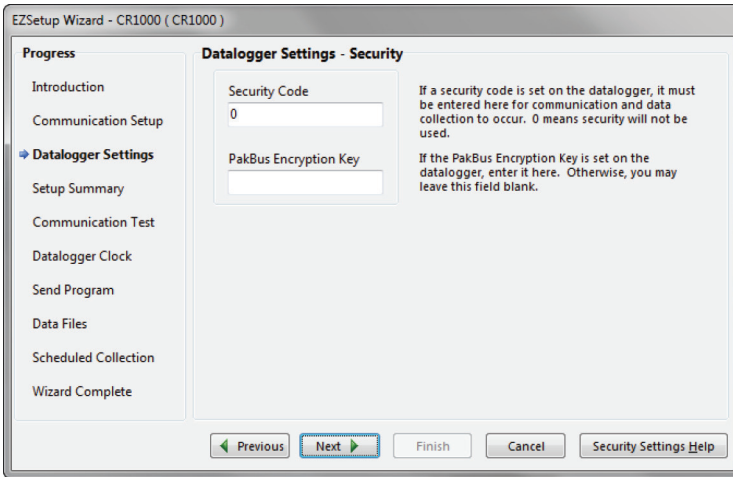 EZSetup Wizard - CR1000 ( CR1000 )
Progress
Introduction
Communication Setup
Datalogger Settings
Setup Summary
Communication Test
Datalogger Clock
Send Program
Data Files
Scheduled Collection
Wizard Complete
Datalogger Settings - Security
Security Code
0
PakBus Encryption Key
If a security code is set on the datalogger, it must
be entered here for communication and data
collection to occur. 0 means security will not be
used.
If the PakBus Encryption Key is set on the
datalogger, enter it here. Otherwise, you may
leave this field blank.
Previous
Next
Finish
Cancel
Security Settings Help